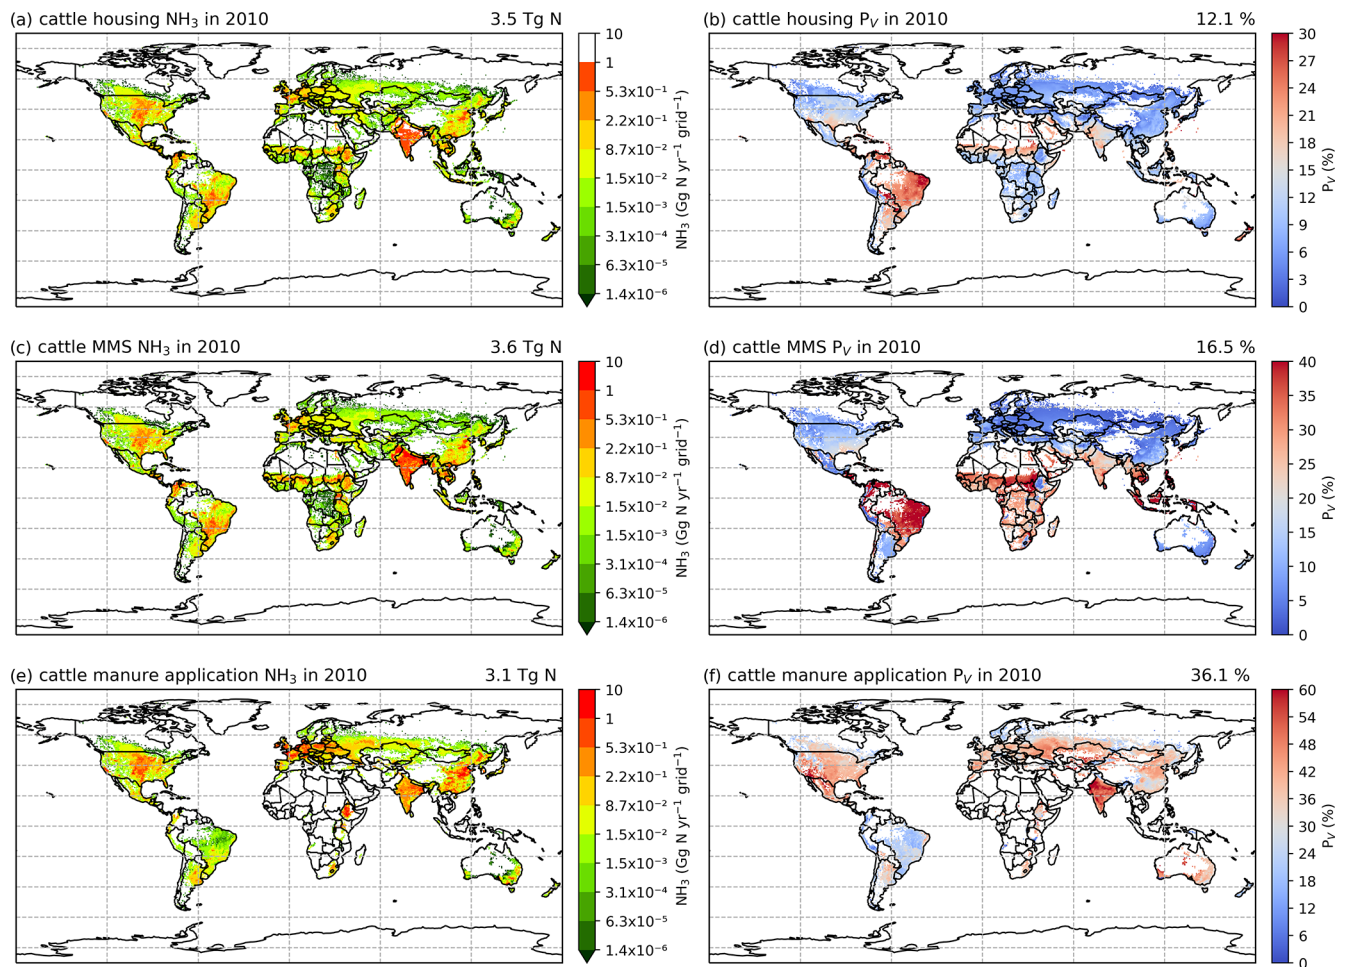 (a) cattle housing NH₃ in 2010 3.5 Tg N
10
1
5.3x10⁻¹
2.2x10⁻¹
8.7x10⁻²
1.5x10⁻²
1.5x10⁻³
3.1x10⁻⁴
6.3x10⁻⁵
1.4x10⁻⁶
NH₃ (Gg N yr⁻¹ grid⁻¹)
(b) cattle housing Pᵥ in 2010 12.1 %
30
27
24
21
18
15
12
9
6
3
0
Pᵥ (%)
(c) cattle MMS NH₃ in 2010 3.6 Tg N
10
1
5.3x10⁻¹
2.2x10⁻¹
8.7x10⁻²
1.5x10⁻²
1.5x10⁻³
3.1x10⁻⁴
6.3x10⁻⁵
1.4x10⁻⁶
NH₃ (Gg N yr⁻¹ grid⁻¹)
(d) cattle MMS Pᵥ in 2010 16.5 %
40
35
30
25
20
15
10
5
0
Pᵥ (%)
(e) cattle manure application NH₃ in 2010 3.1 Tg N
10
1
5.3x10⁻¹
2.2x10⁻¹
8.7x10⁻²
1.5x10⁻²
1.5x10⁻³
3.1x10⁻⁴
6.3x10⁻⁵
1.4x10⁻⁶
NH₃ (Gg N yr⁻¹ grid⁻¹)
(f) cattle manure application Pᵥ in 2010 36.1 %
60
54
48
42
36
30
24
18
12
6
0
Pᵥ (%)